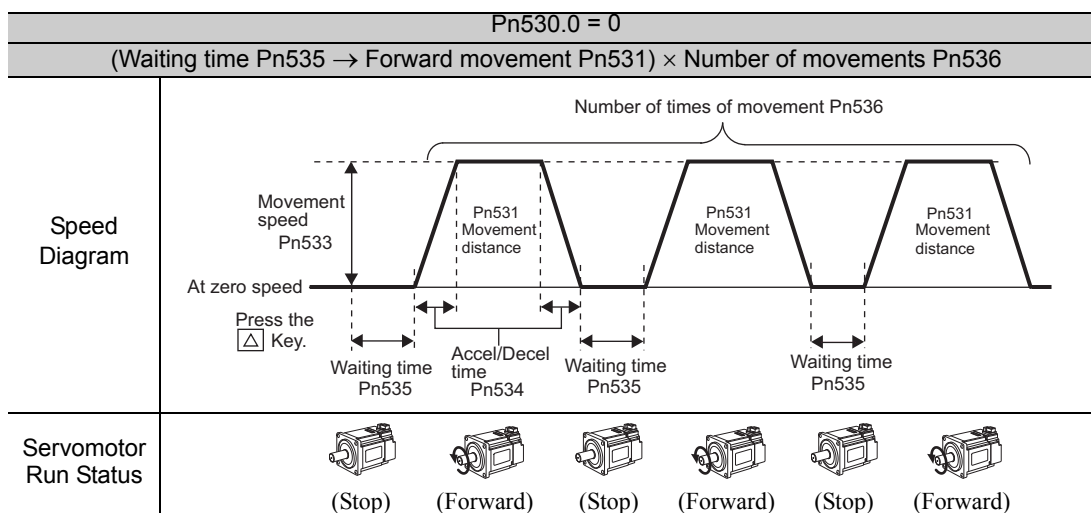 Pn530.0 = 0
(Waiting time Pn535 → Forward movement Pn531) × Number of movements Pn536
Speed
Diagram
Number of times of movement Pn536
Movement
speed
Pn533
Pn531
Movement
distance
Pn531
Movement
distance
Pn531
Movement
distance
At zero speed
Press the
△ Key.
Waiting time
Pn535
Accel/Decel
time
Pn534
Waiting time
Pn535
Waiting time
Pn535
Servomotor
Run Status
(Stop) (Forward) (Stop) (Forward) (Stop) (Forward)